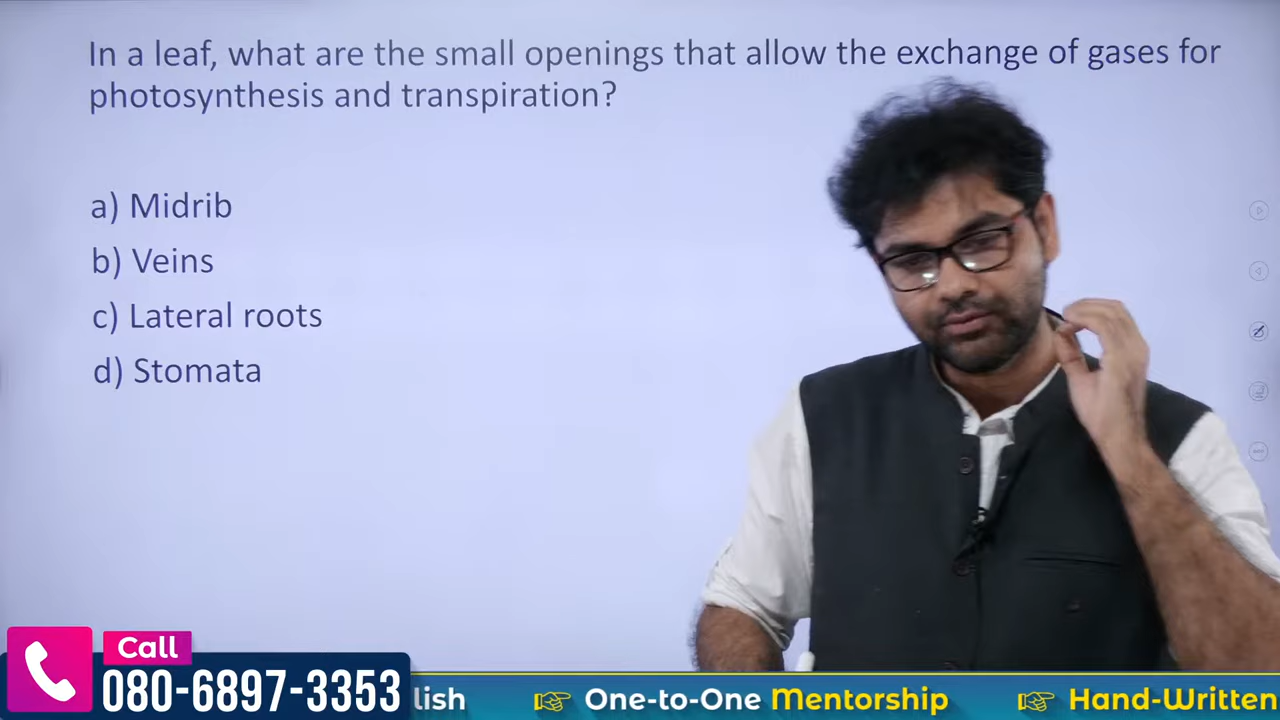 In a leaf, what are the small openings that allow the exchange of gases for
photosynthesis and transpiration?
a) Midrib
b) Veins
c) Lateral roots
d) Stomata
Call
080-6897-3353
lish
One-to-One Mentorship
Hand-Written